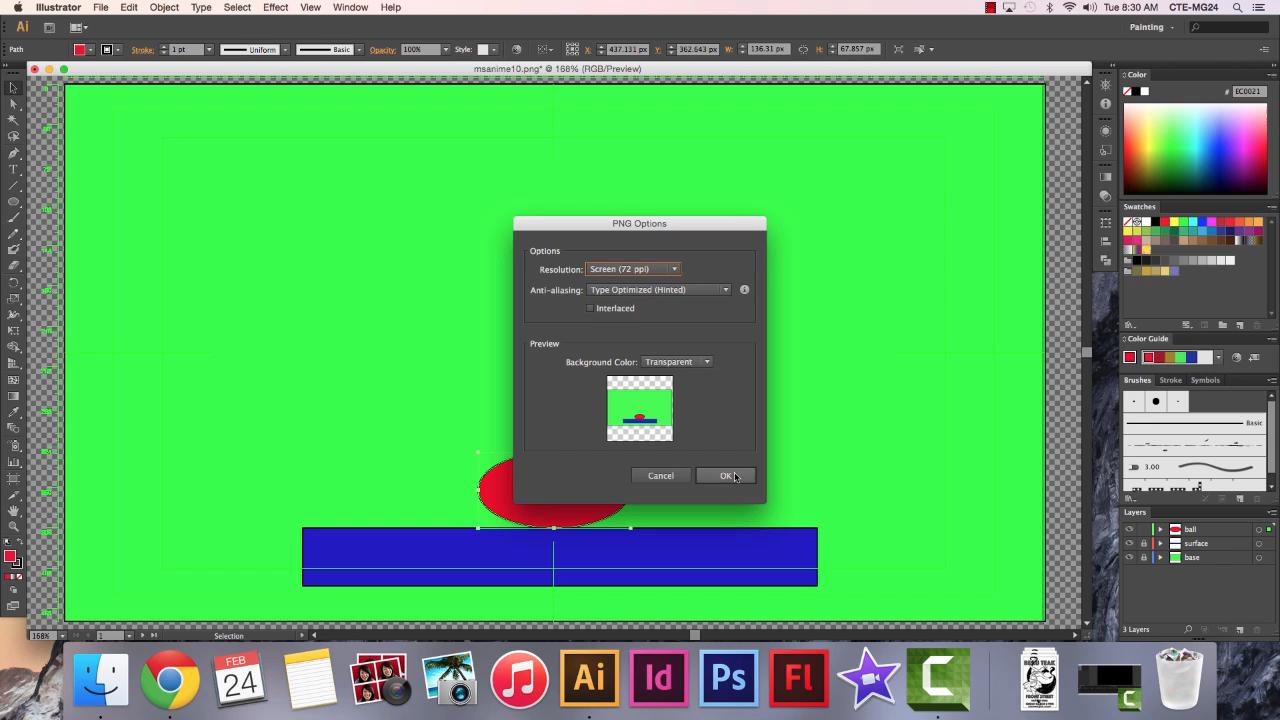 Illustrator File Edit Object Type Select Effect View Window Help
Tue 8:30 AM CTE-MG24
Ai
Painting
Path
Stroke: 1 pt Uniform Basic Opacity: 100% Style: X: 437.131 px Y: 362.643 px W: 136.31 px H: 67.857 px
msanime10.png* @ 168% (RGB/Preview)
Color
# EC0021
Swatches
Color Guide
Brushes Stroke Symbols
Basic
3.00
Layers
ball
surface
base
3 Layers
PNG Options
Options
Resolution: Screen (72 ppi)
Anti-aliasing: Type Optimized (Hinted)
Interlaced
Preview
Background Color: Transparent
Cancel OK
168% 1 Selection
FEB
24
Ai Id Ps Fl
BEAU TEAK